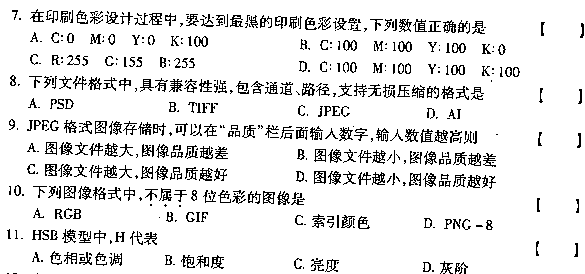 7. 在印刷色彩设计过程中,要达到最黑的印刷色彩设置,下列数值正确的是 【 】
A. C:0 M:0 Y:0 K:100 B. C:100 M:100 Y:100 K:0
C. R:255 G:155 B:255 D. C:100 M:100 Y:100 K:100
8. 下列文件格式中,具有兼容性强,包含通道、路径,支持无损压缩的格式是 【 】
A. PSD B. TIFF C. JPEG D. AI
9. JPEG 格式图像存储时,可以在“品质”栏后面输入数字,输入数值越高则 【 】
A. 图像文件越大,图像品质越差 B. 图像文件越小,图像品质越差
C. 图像文件越大,图像品质越好 D. 图像文件越小,图像品质越好
10. 下列图像格式中,不属于 8 位色彩的图像是 【 】
A. RGB B. GIF C. 索引颜色 D. PNG-8
11. HSB 模型中,H 代表 【 】
A. 色相或色调 B. 饱和度 C. 亮度 D. 灰阶